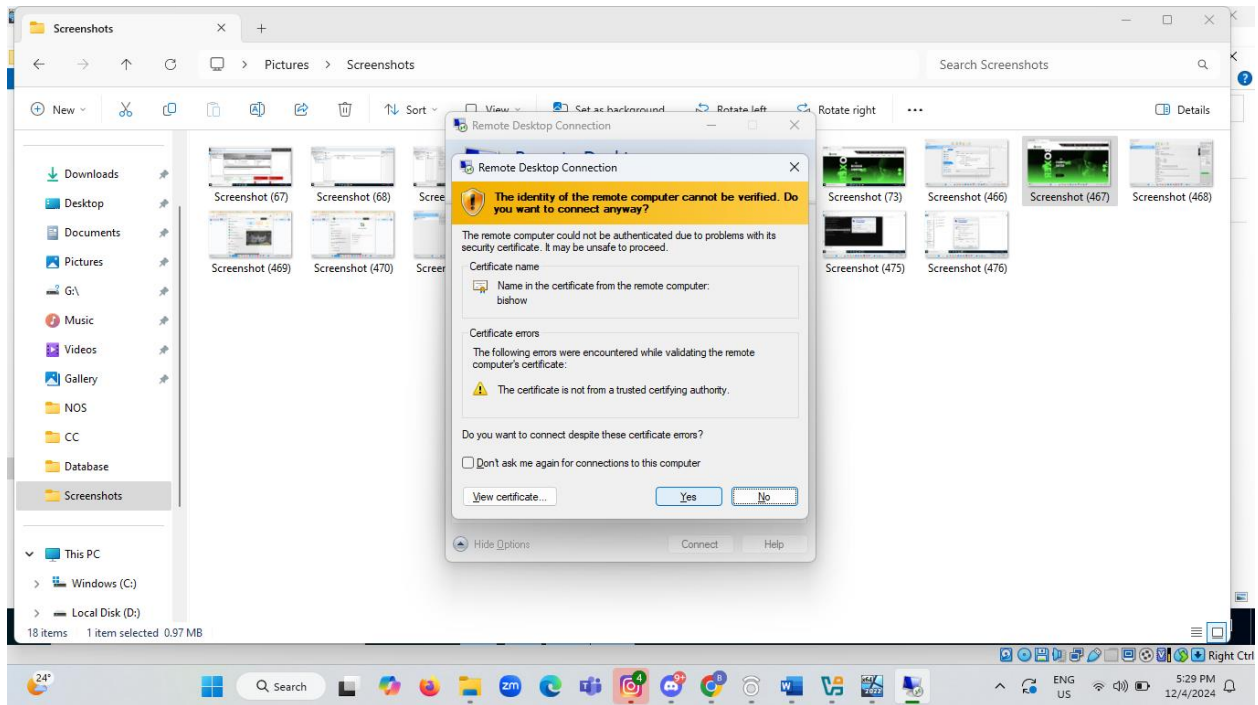 Screenshots
Pictures > Screenshots
Search Screenshots
New
Sort
View
Set as background
Rotate left
Rotate right
Details
Remote Desktop Connection
Downloads
Desktop
Documents
Pictures
G:\
Music
Videos
Gallery
NOS
CC
Database
Screenshots
This PC
Windows (C:)
Local Disk (D:)
Screenshot (67)
Screenshot (68)
Scree
Screenshot (73)
Screenshot (466)
Screenshot (467)
Screenshot (468)
Screenshot (469)
Screenshot (470)
Screer
Screenshot (475)
Screenshot (476)
Remote Desktop Connection
The identity of the remote computer cannot be verified. Do
you want to connect anyway?
The remote computer could not be authenticated due to problems with its
security certificate. It may be unsafe to proceed.
Certificate name
Name in the certificate from the remote computer:
bishow
Certificate errors
The following errors were encountered while validating the remote
computer's certificate:
The certificate is not from a trusted certifying authority.
Do you want to connect despite these certificate errors?
Don't ask me again for connections to this computer
View certificate...
Yes
No
Hide Options
Connect
Help
18 items 1 item selected 0.97 MB
Right Ctrl
24°
Search
ENG
US
5:29 PM
12/4/2024